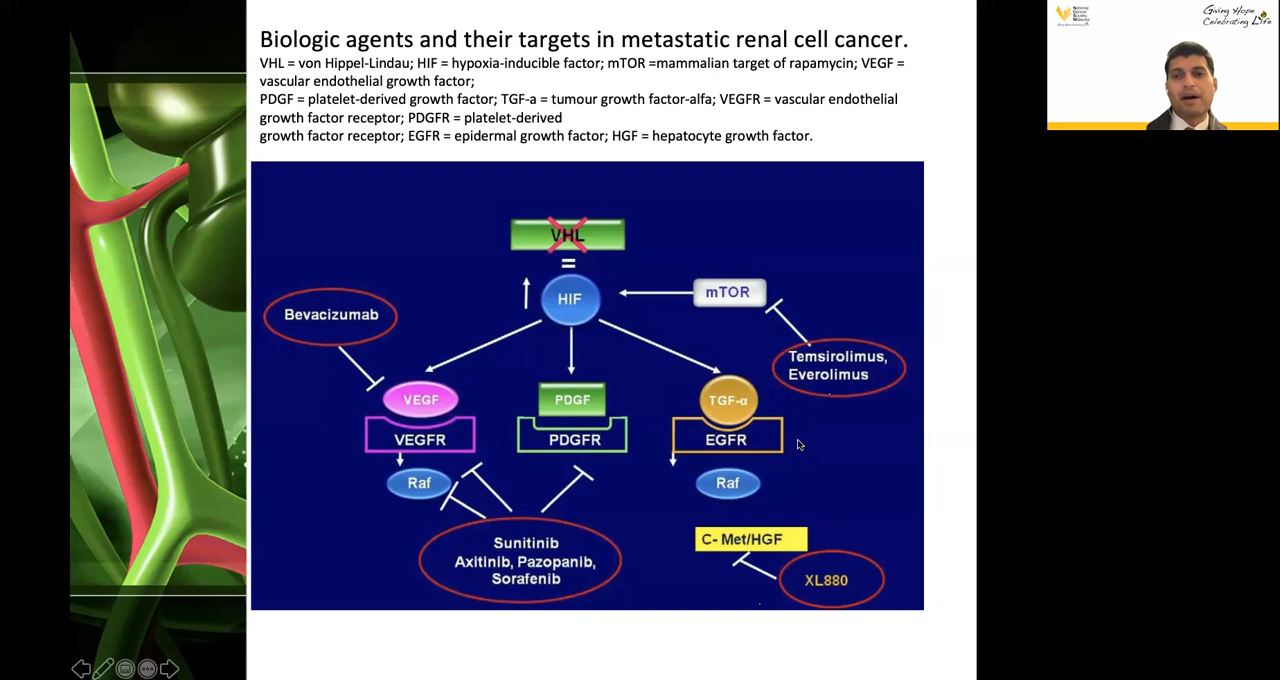 Biologic agents and their targets in metastatic renal cell cancer.
VHL = von Hippel-Lindau; HIF = hypoxia-inducible factor; mTOR =mammalian target of rapamycin; VEGF =
vascular endothelial growth factor;
PDGF = platelet-derived growth factor; TGF-a = tumour growth factor-alfa; VEGFR = vascular endothelial
growth factor receptor; PDGFR = platelet-derived
growth factor receptor; EGFR = epidermal growth factor; HGF = hepatocyte growth factor.
National
Cancer
Society
Malaysia
Giving Hope
Celebrating Life
VHL
=
HIF
mTOR
Bevacizumab
Temsirolimus,
Everolimus
VEGF
PDGF
TGF-α
VEGFR
PDGFR
EGFR
Raf
Raf
Sunitinib
Axitinib, Pazopanib,
Sorafenib
C- Met/HGF
XL880